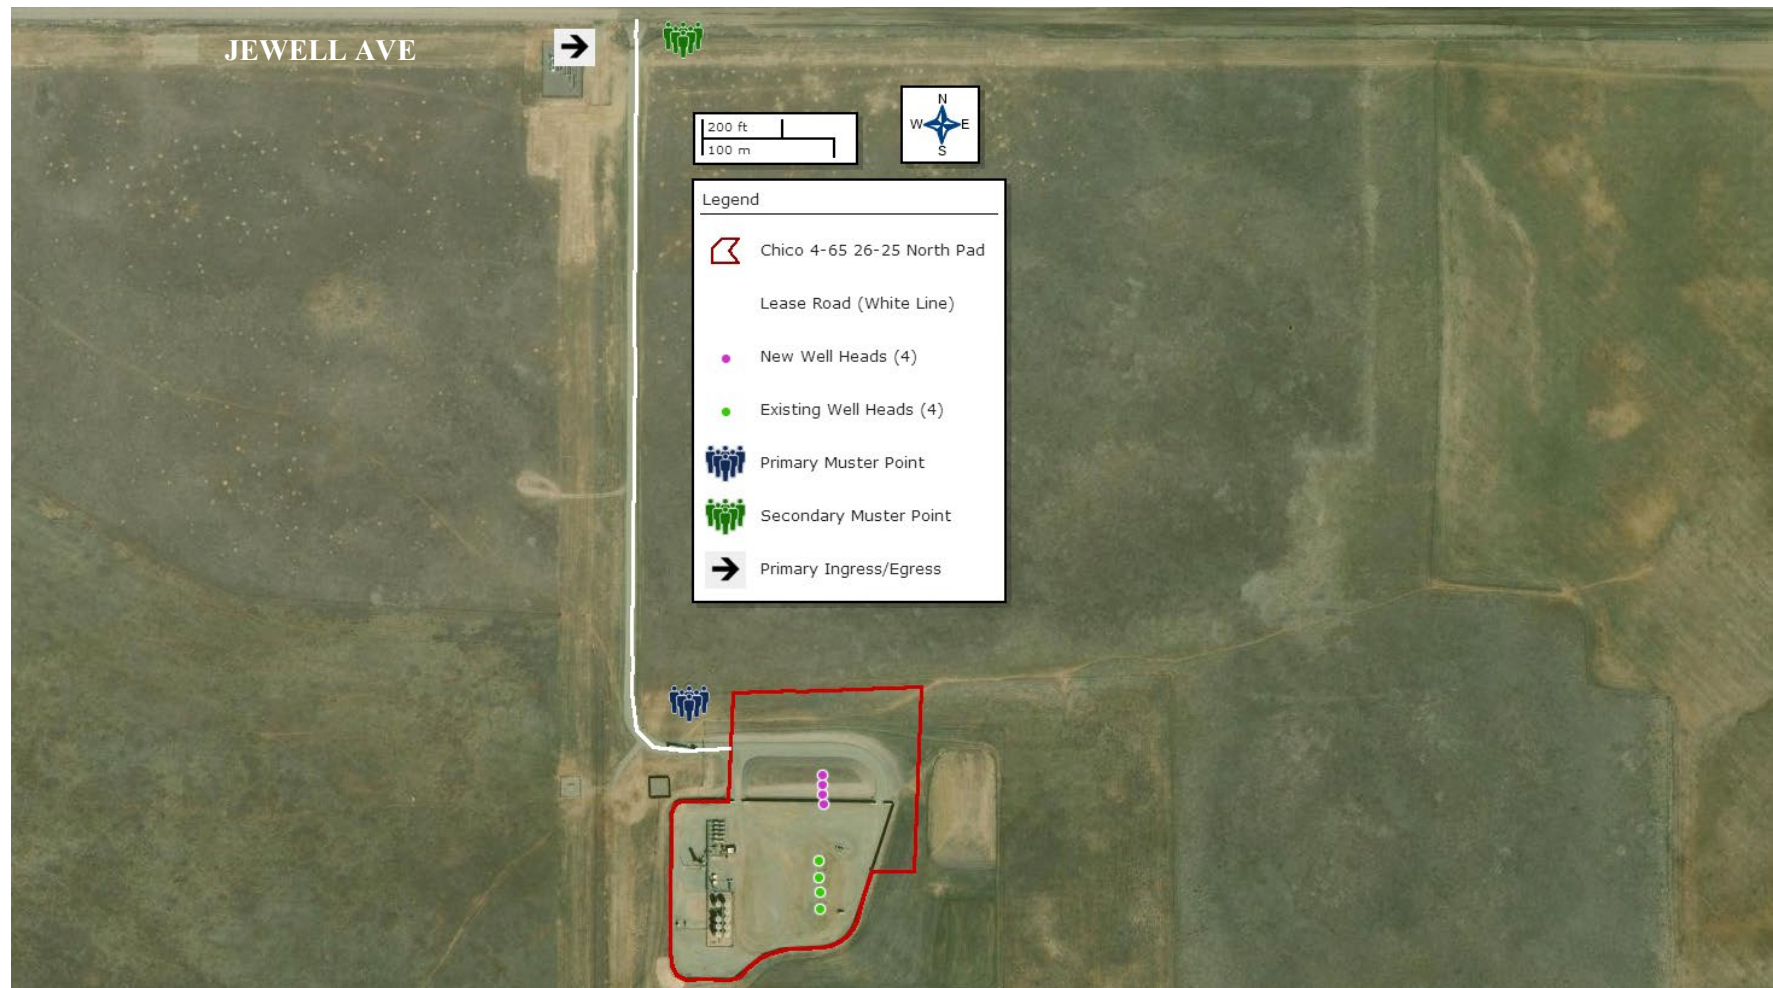 JEWELL AVE
N
W E
S
200 ft
100 m
Legend
Chico 4-65 26-25 North Pad
Lease Road (White Line)
New Well Heads (4)
Existing Well Heads (4)
Primary Muster Point
Secondary Muster Point
Primary Ingress/Egress